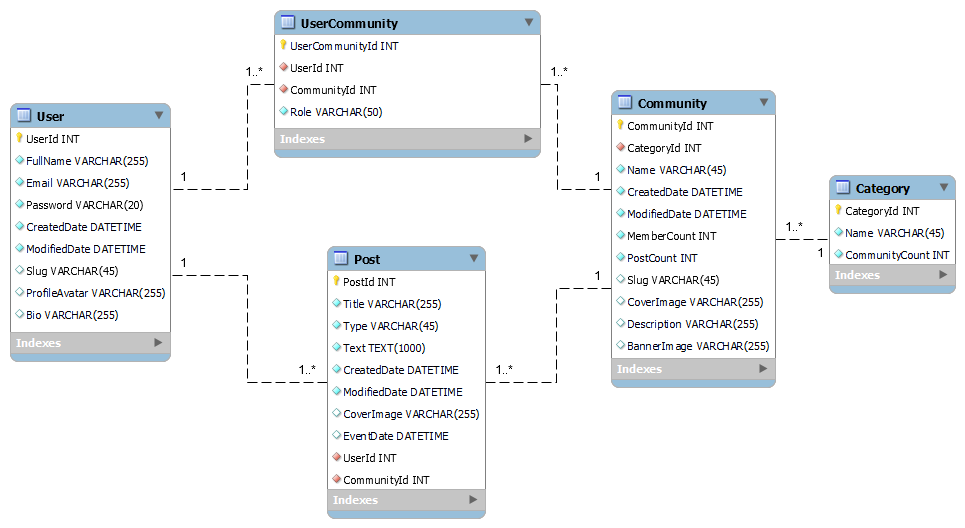 UserCommunity
UserCommunityId INT
UserId INT
CommunityId INT
Role VARCHAR(50)
Indexes
1..*
1..*
User
UserId INT
FullName VARCHAR(255)
Email VARCHAR(255)
Password VARCHAR(20)
CreatedDate DATETIME
ModifiedDate DATETIME
Slug VARCHAR(45)
ProfileAvatar VARCHAR(255)
Bio VARCHAR(255)
Indexes
1
1
Community
CommunityId INT
CategoryId INT
Name VARCHAR(45)
CreatedDate DATETIME
ModifiedDate DATETIME
MemberCount INT
PostCount INT
Slug VARCHAR(45)
CoverImage VARCHAR(255)
Description VARCHAR(255)
BannerImage VARCHAR(255)
Indexes
1
1
1..*
1
Category
CategoryId INT
Name VARCHAR(45)
CommunityCount INT
Indexes
Post
PostId INT
Title VARCHAR(255)
Type VARCHAR(45)
Text TEXT(1000)
CreatedDate DATETIME
ModifiedDate DATETIME
CoverImage VARCHAR(255)
EventDate DATETIME
UserId INT
CommunityId INT
Indexes
1..*
1..*